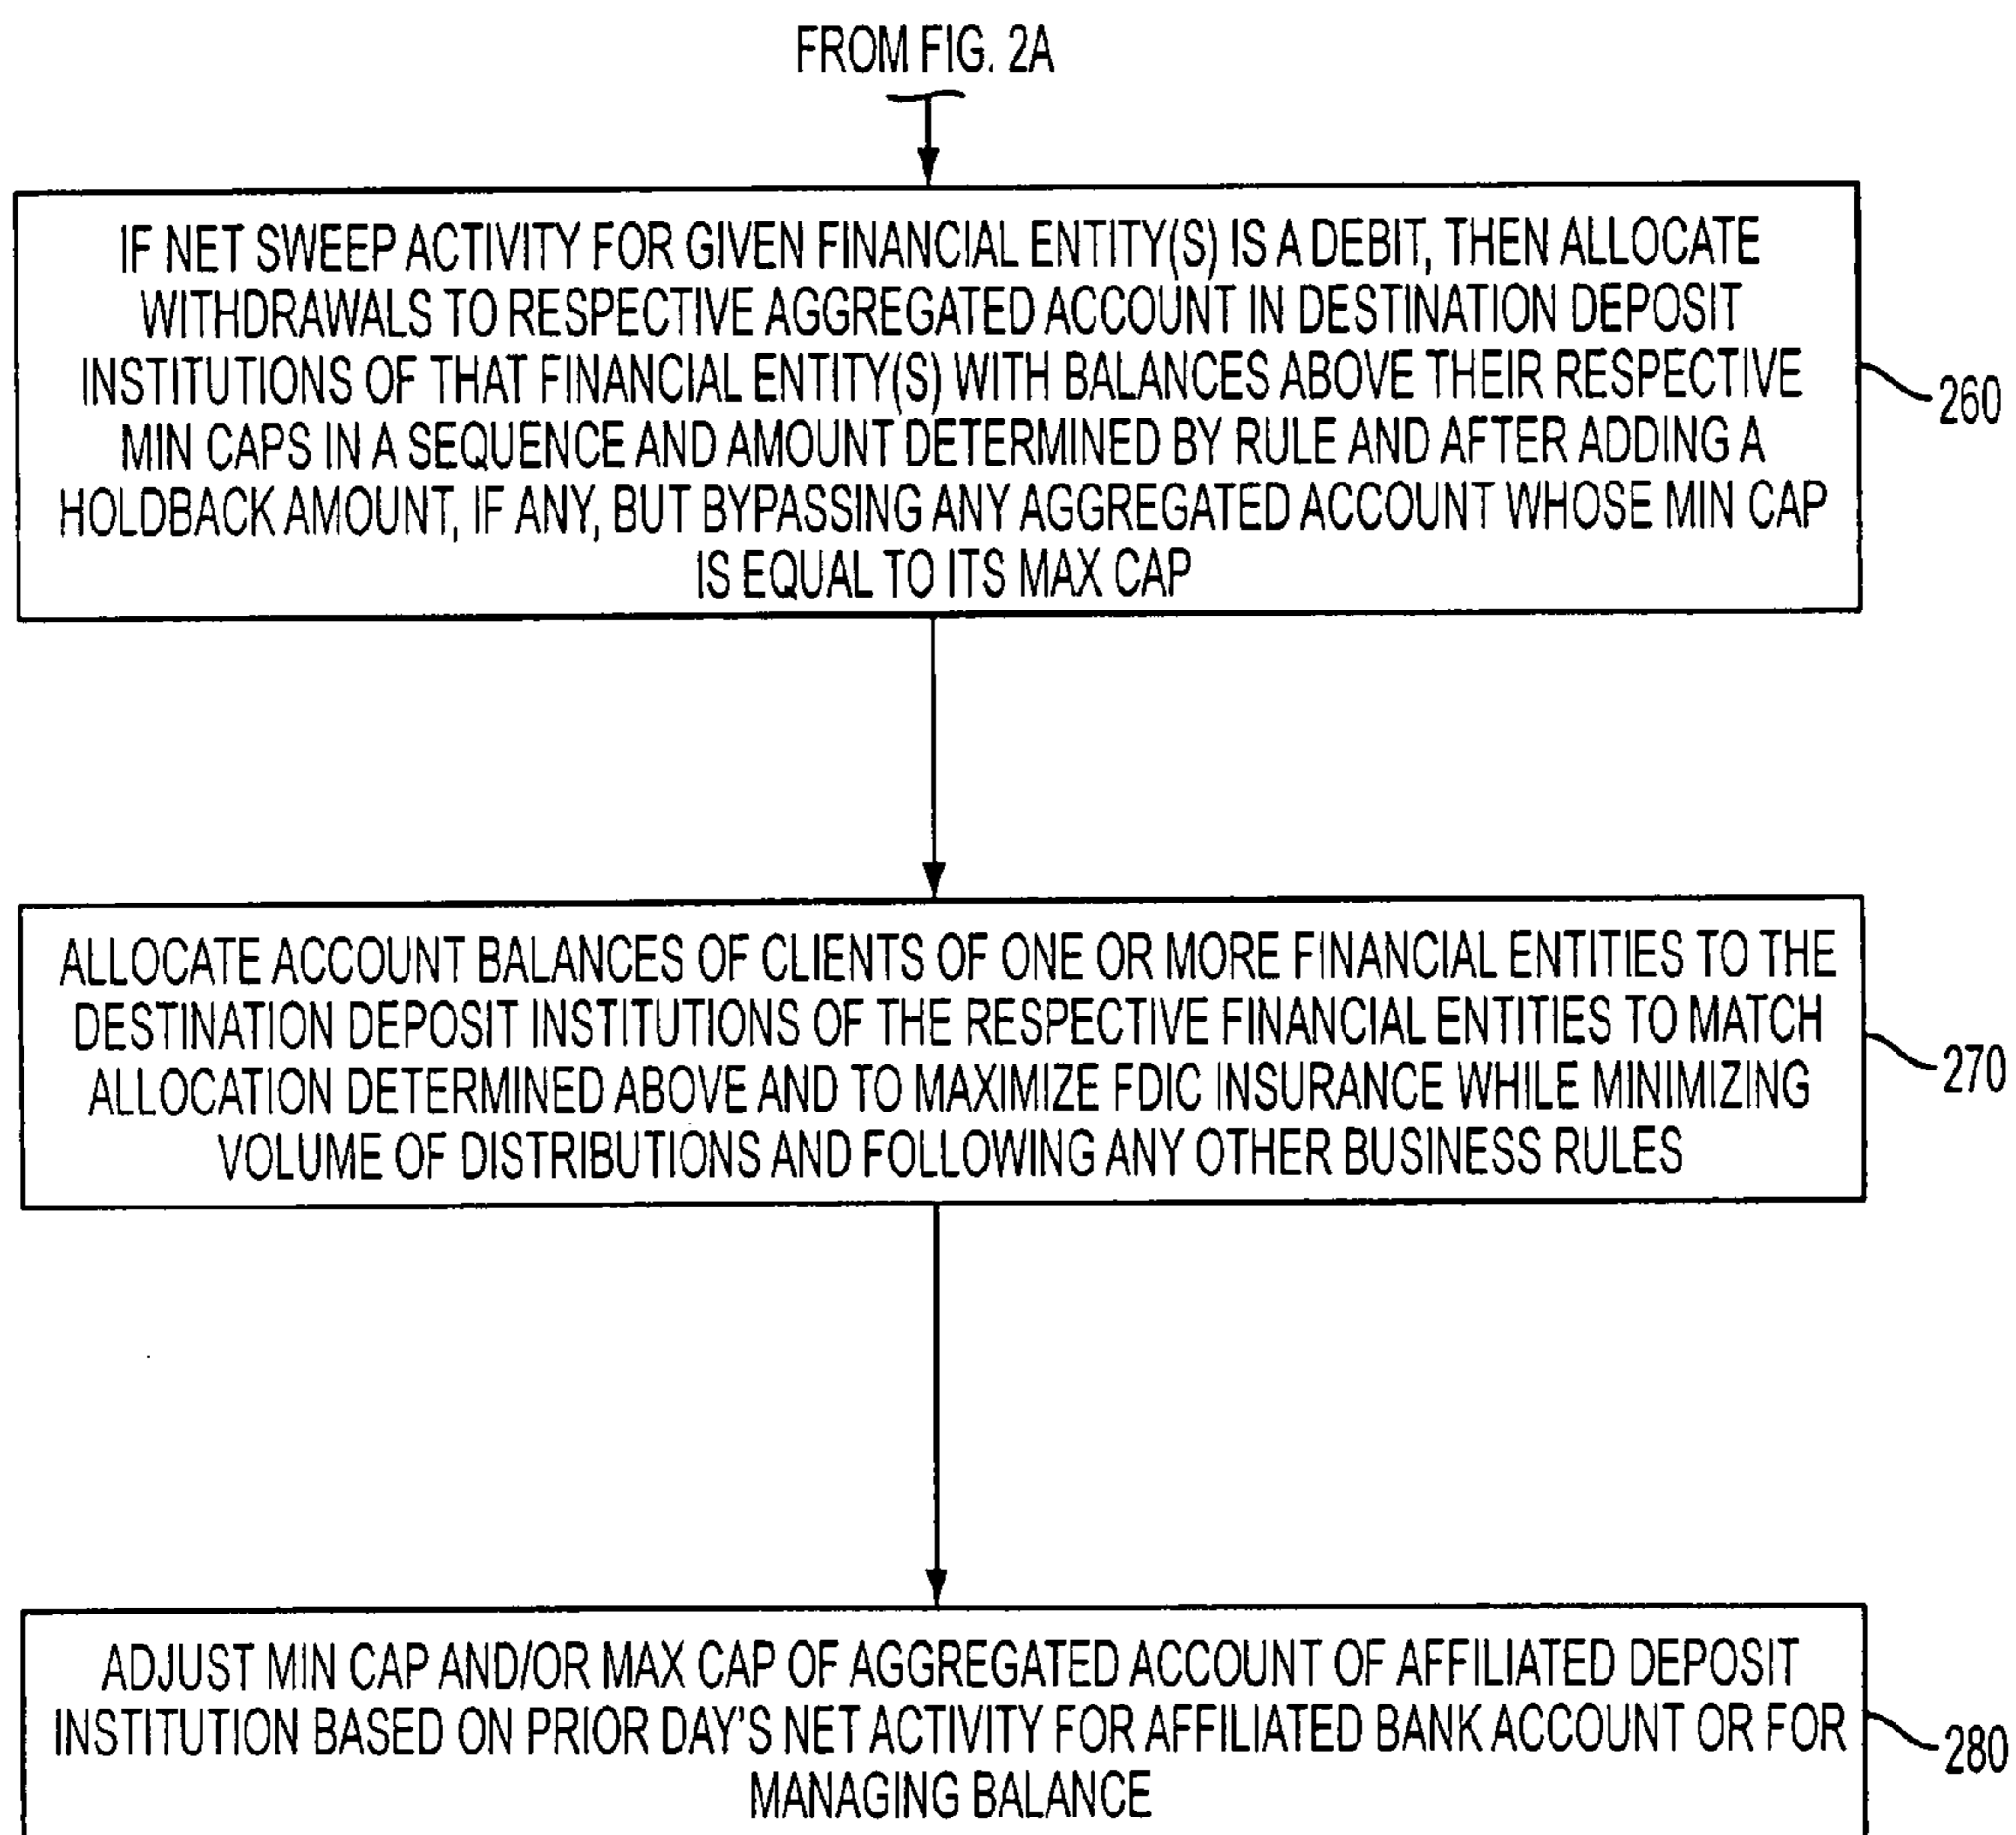 FROM FIG. 2A
IF NET SWEEP ACTIVITY FOR GIVEN FINANCIAL ENTITY(S) IS A DEBIT, THEN ALLOCATE
WITHDRAWALS TO RESPECTIVE AGGREGATED ACCOUNT IN DESTINATION DEPOSIT
INSTITUTIONS OF THAT FINANCIAL ENTITY(S) WITH BALANCES ABOVE THEIR RESPECTIVE
MIN CAPS IN A SEQUENCE AND AMOUNT DETERMINED BY RULE AND AFTER ADDING A
HOLDBACK AMOUNT, IF ANY, BUT BYPASSING ANY AGGREGATED ACCOUNT WHOSE MIN CAP
IS EQUAL TO ITS MAX CAP
260
ALLOCATE ACCOUNT BALANCES OF CLIENTS OF ONE OR MORE FINANCIAL ENTITIES TO THE
DESTINATION DEPOSIT INSTITUTIONS OF THE RESPECTIVE FINANCIAL ENTITIES TO MATCH
ALLOCATION DETERMINED ABOVE AND TO MAXIMIZE FDIC INSURANCE WHILE MINIMIZING
VOLUME OF DISTRIBUTIONS AND FOLLOWING ANY OTHER BUSINESS RULES
270
ADJUST MIN CAP AND/OR MAX CAP OF AGGREGATED ACCOUNT OF AFFILIATED DEPOSIT
INSTITUTION BASED ON PRIOR DAY'S NET ACTIVITY FOR AFFILIATED BANK ACCOUNT OR FOR
MANAGING BALANCE
280